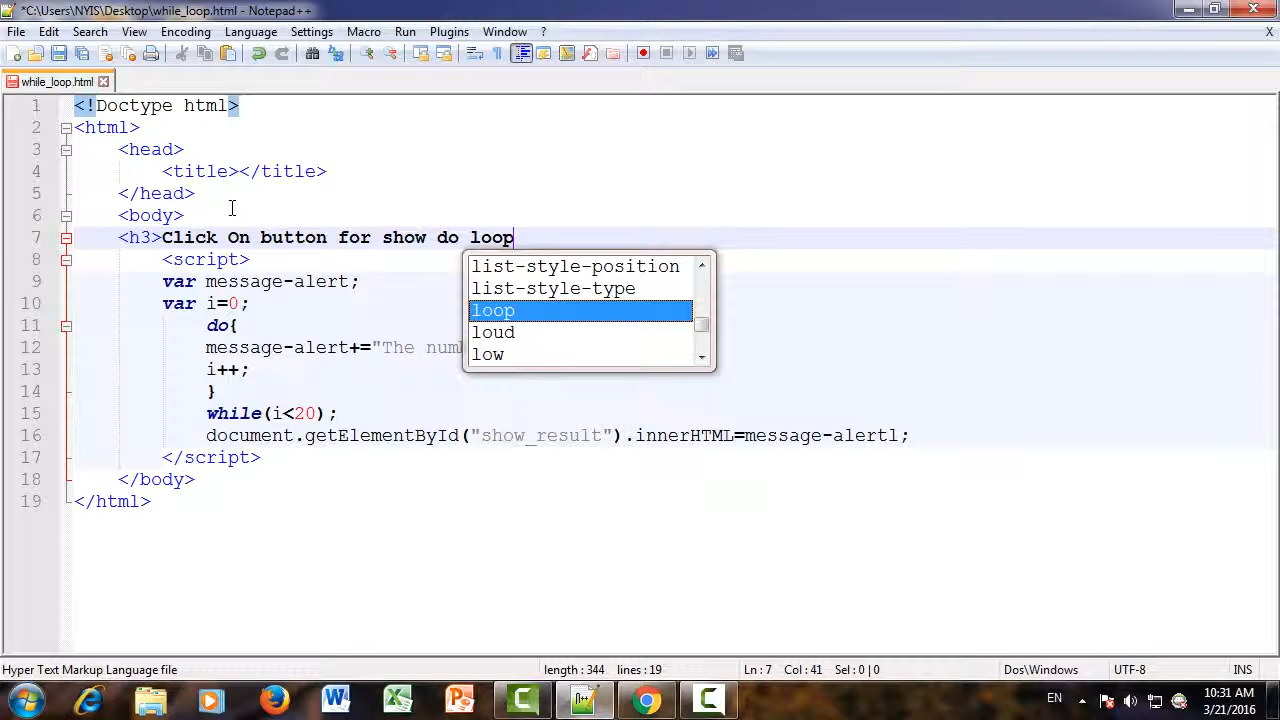 *C:\Users\NYIS\Desktop\while_loop.html - Notepad++
File Edit Search View Encoding Language Settings Macro Run Plugins Window ? X
while_loop.html
1 <!Doctype html>
2 <html>
3 <head>
4 <title></title>
5 </head>
6 <body>
7 <h3>Click On button for show do loop
8 <script>
9 var message-alert;
10 var i=0;
11 do{
12 message-alert+="The num
13 i++;
14 }
15 while(i<20);
16 document.getElementById("show_result").innerHTML=message-alertl;
17 </script>
18 </body>
19 </html>
list-style-position
list-style-type
loop
loud
low
Hyper Text Markup Language file length : 344 lines : 19 Ln : 7 Col : 41 Sel : 0 | 0 Dos\Windows UTF-8 INS
EN 10:31 AM
3/21/2016